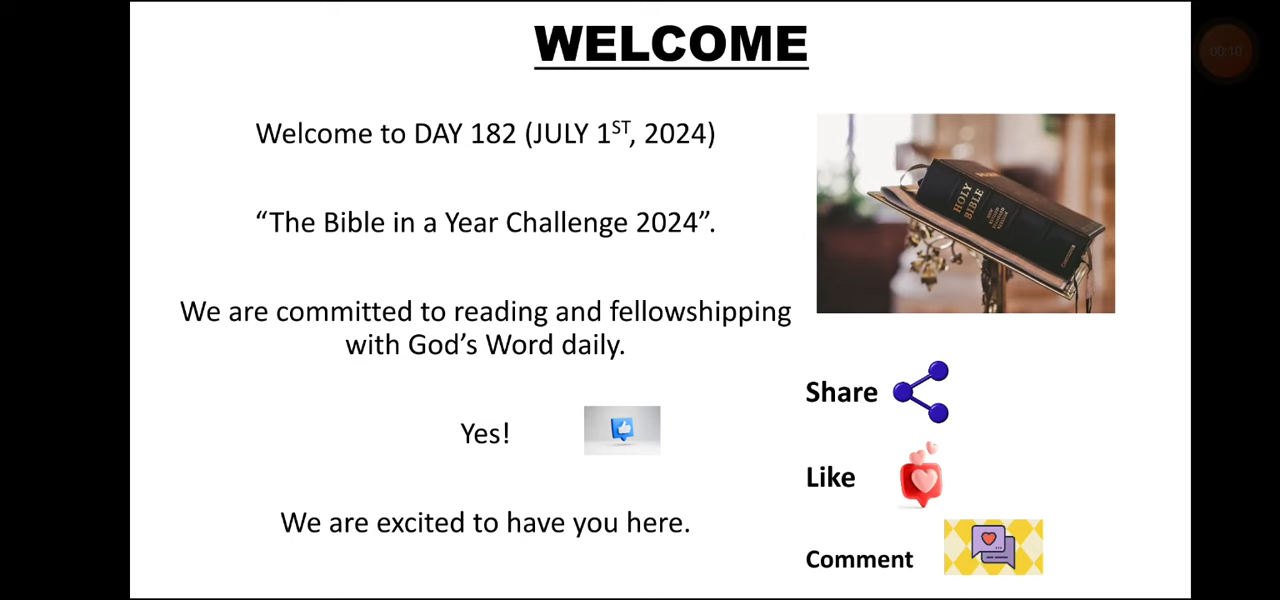 WELCOME
Welcome to DAY 182 (JULY 1ST, 2024)
“The Bible in a Year Challenge 2024”.
We are committed to reading and fellowshipping
with God’s Word daily.
Yes!
We are excited to have you here.
HOLY
BIBLE
Share
Like
Comment
00:10